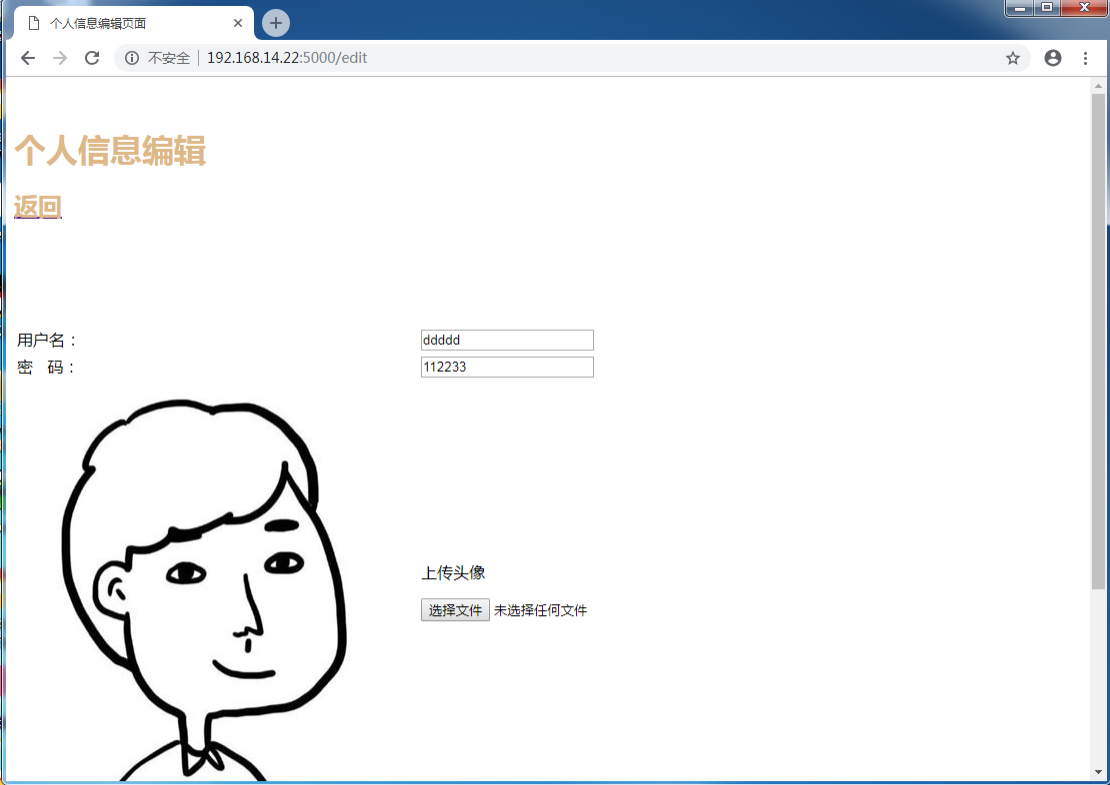 个人信息编辑页面
不安全 192.168.14.22:5000/edit
个人信息编辑
返回
用户名： ddddd
密 码： 112233
上传头像
选择文件 未选择任何文件